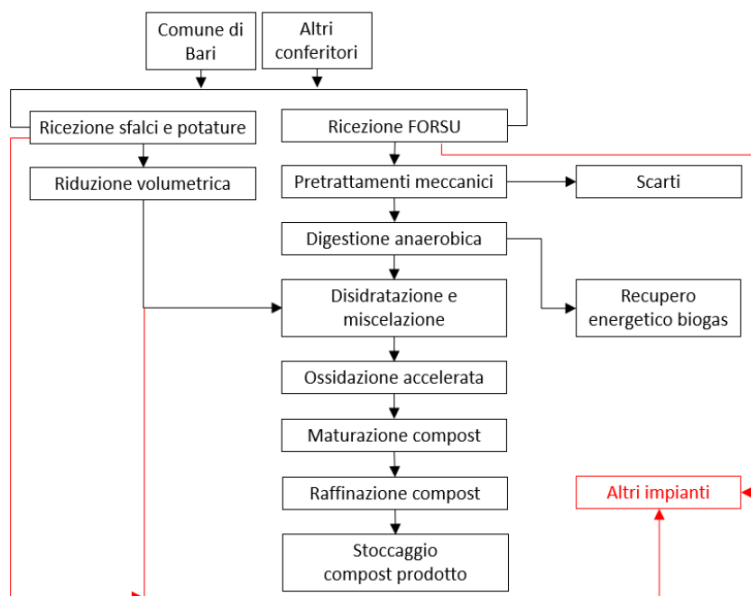 Comune di
Bari
Altri
conferitori
Ricezione sfalci e potature
Ricezione FORSU
Riduzione volumetrica
Pretrattamenti meccanici
Scarti
Digestione anaerobica
Disidratazione e
miscelazione
Recupero
energetico biogas
Ossidazione accelerata
Maturazione compost
Raffinazione compost
Altri impianti
Stoccaggio
compost prodotto